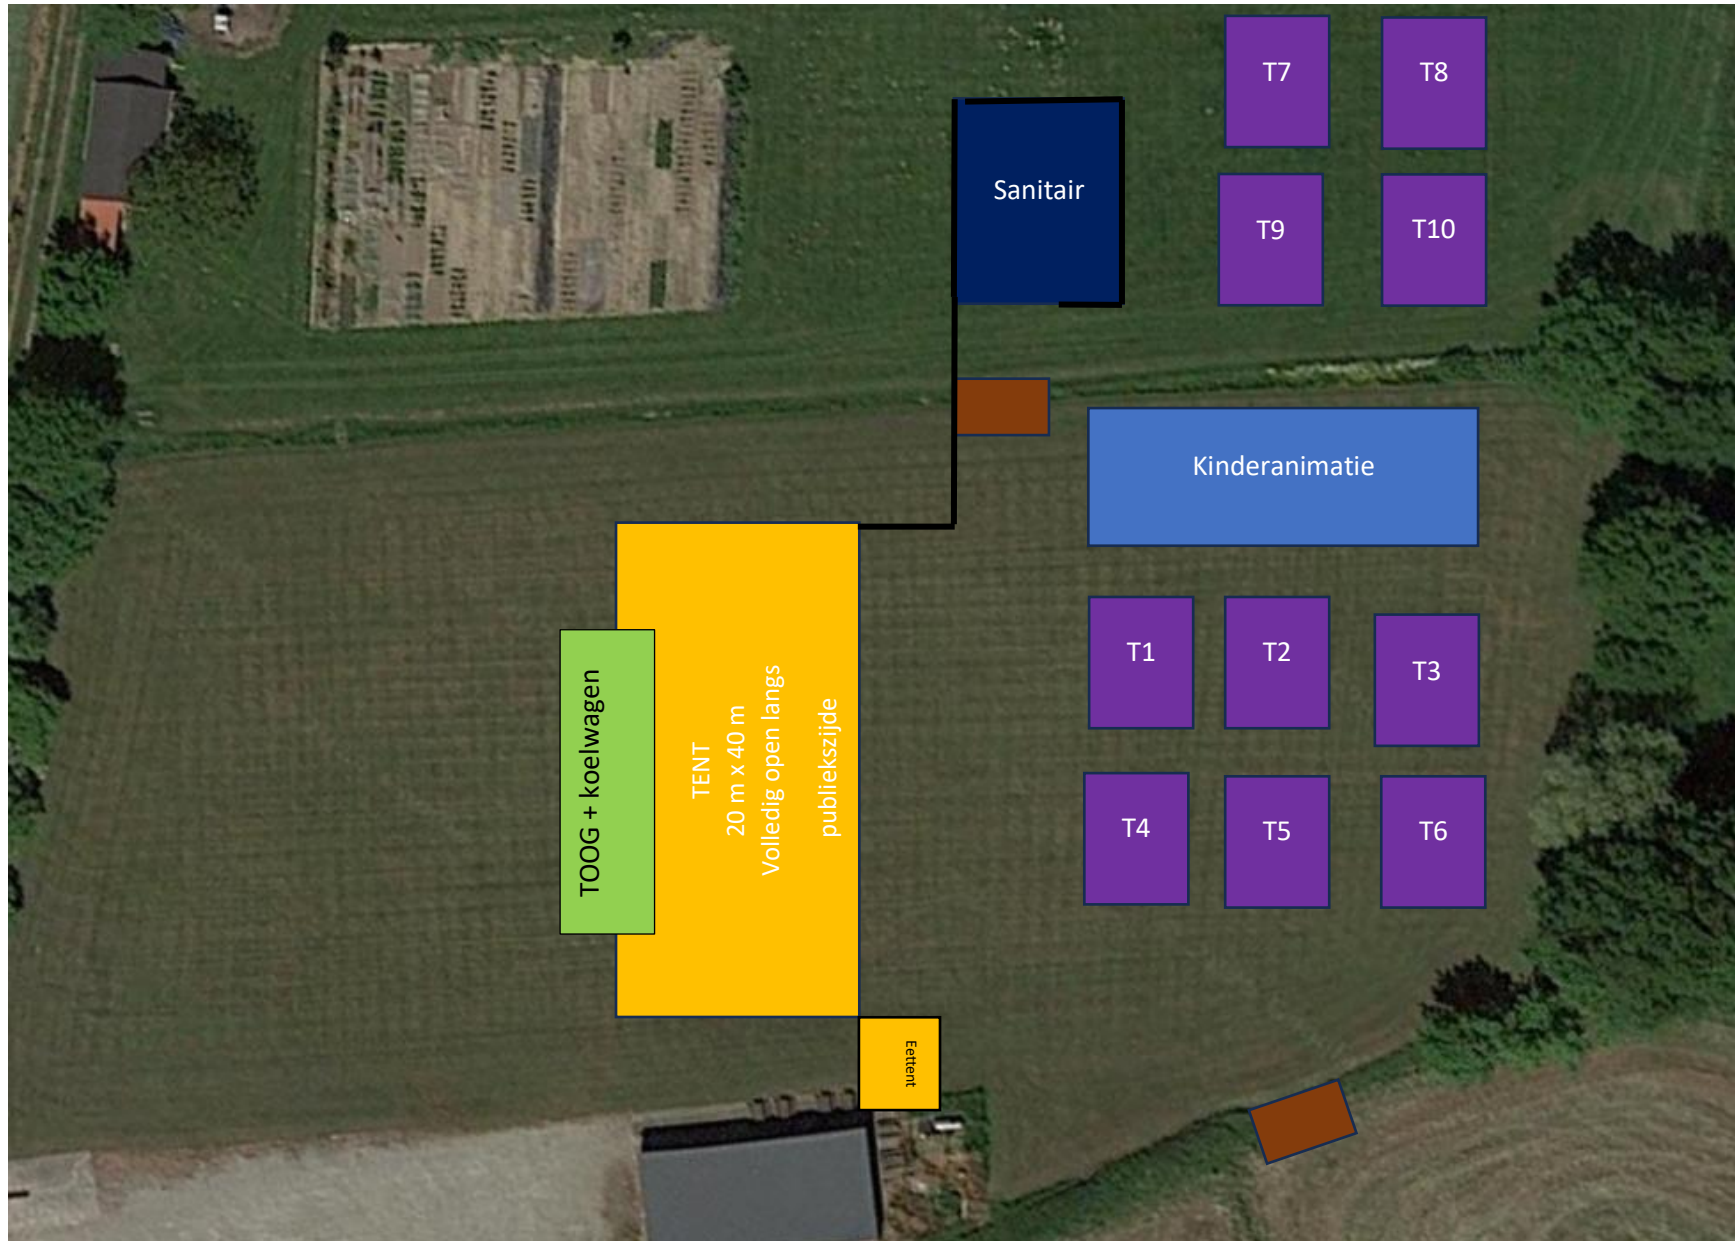 T7
T8
Sanitair
T9
T10
Kinderanimatie
T1
T2
T3
TOOG + koelwagen
TENT
20 m x 40 m
Volledig open langs
publiekszijde
T4
T5
T6
Eettent